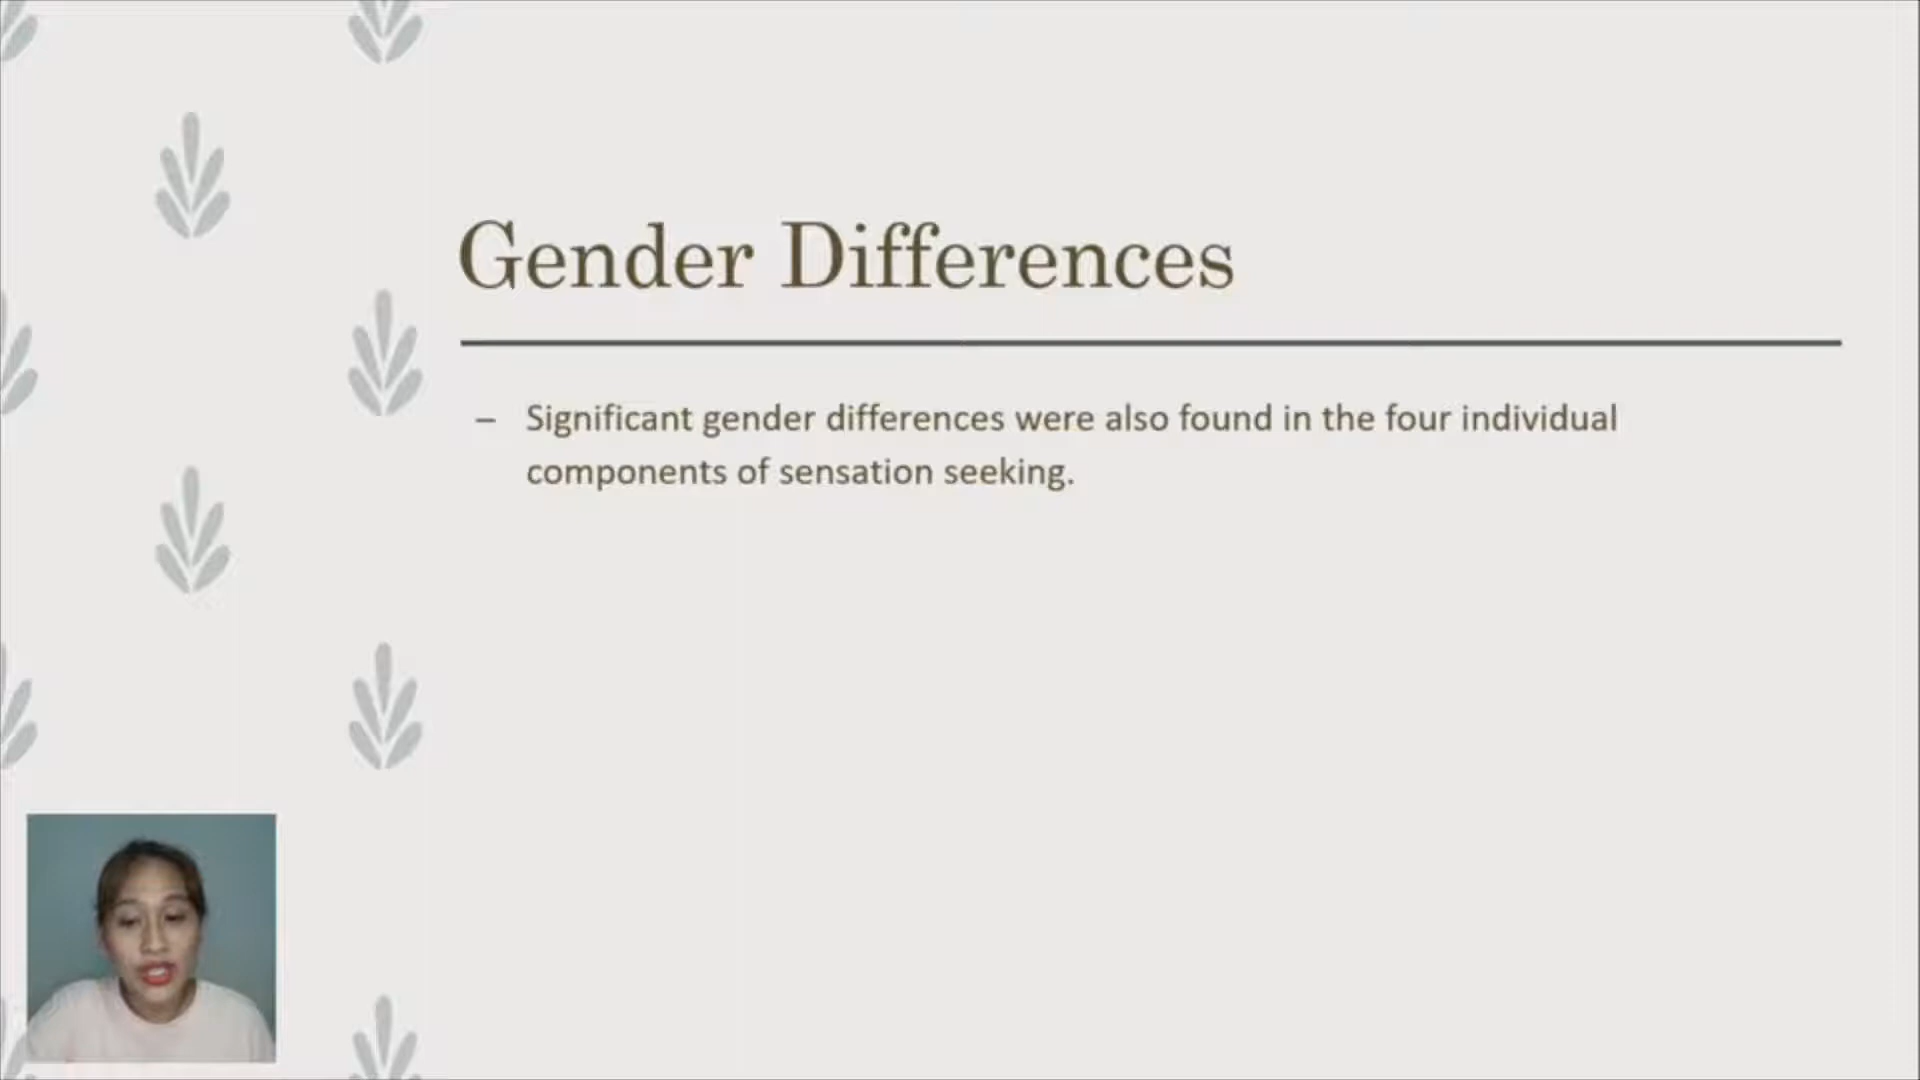 Gender Differences
– Significant gender differences were also found in the four individual
components of sensation seeking.